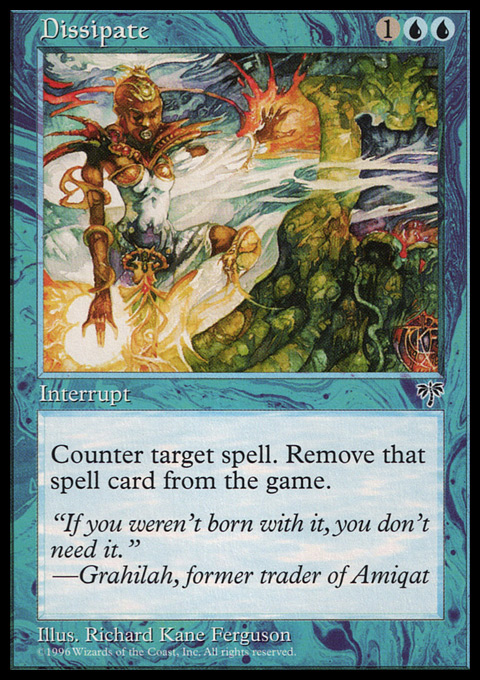 Dissipate 1
Interrupt
Counter target spell. Remove that
spell card from the game.
“If you weren't born with it, you don't
need it.”
—Grahilah, former trader of Amiqat
Illus. Richard Kane Ferguson
©1996 Wizards of the Coast, Inc. All rights reserved.